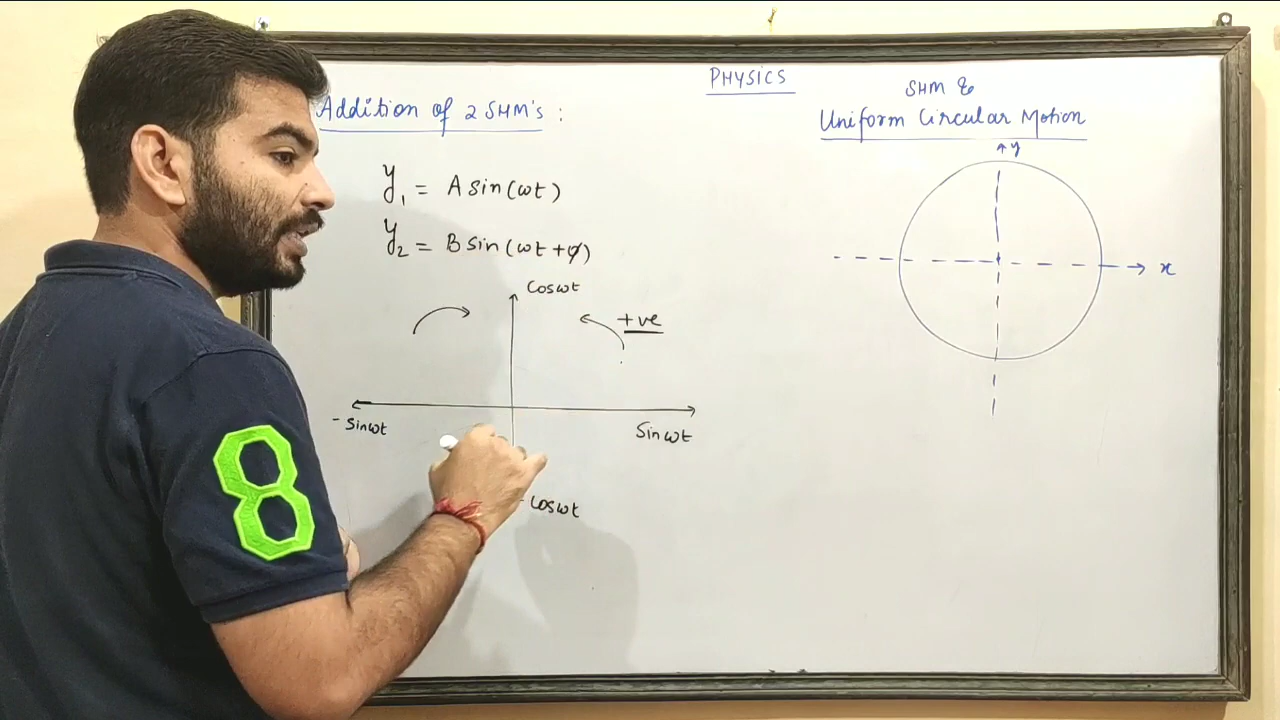 PHYSICS
Addition of 2 SHM's :
y₁ = A sin(ωt)
y₂ = B sin(ωt+φ)
Cosωt
+ve
- Sinωt
Sinωt
- Cosωt
SHM &
Uniform Circular Motion
y
x
8